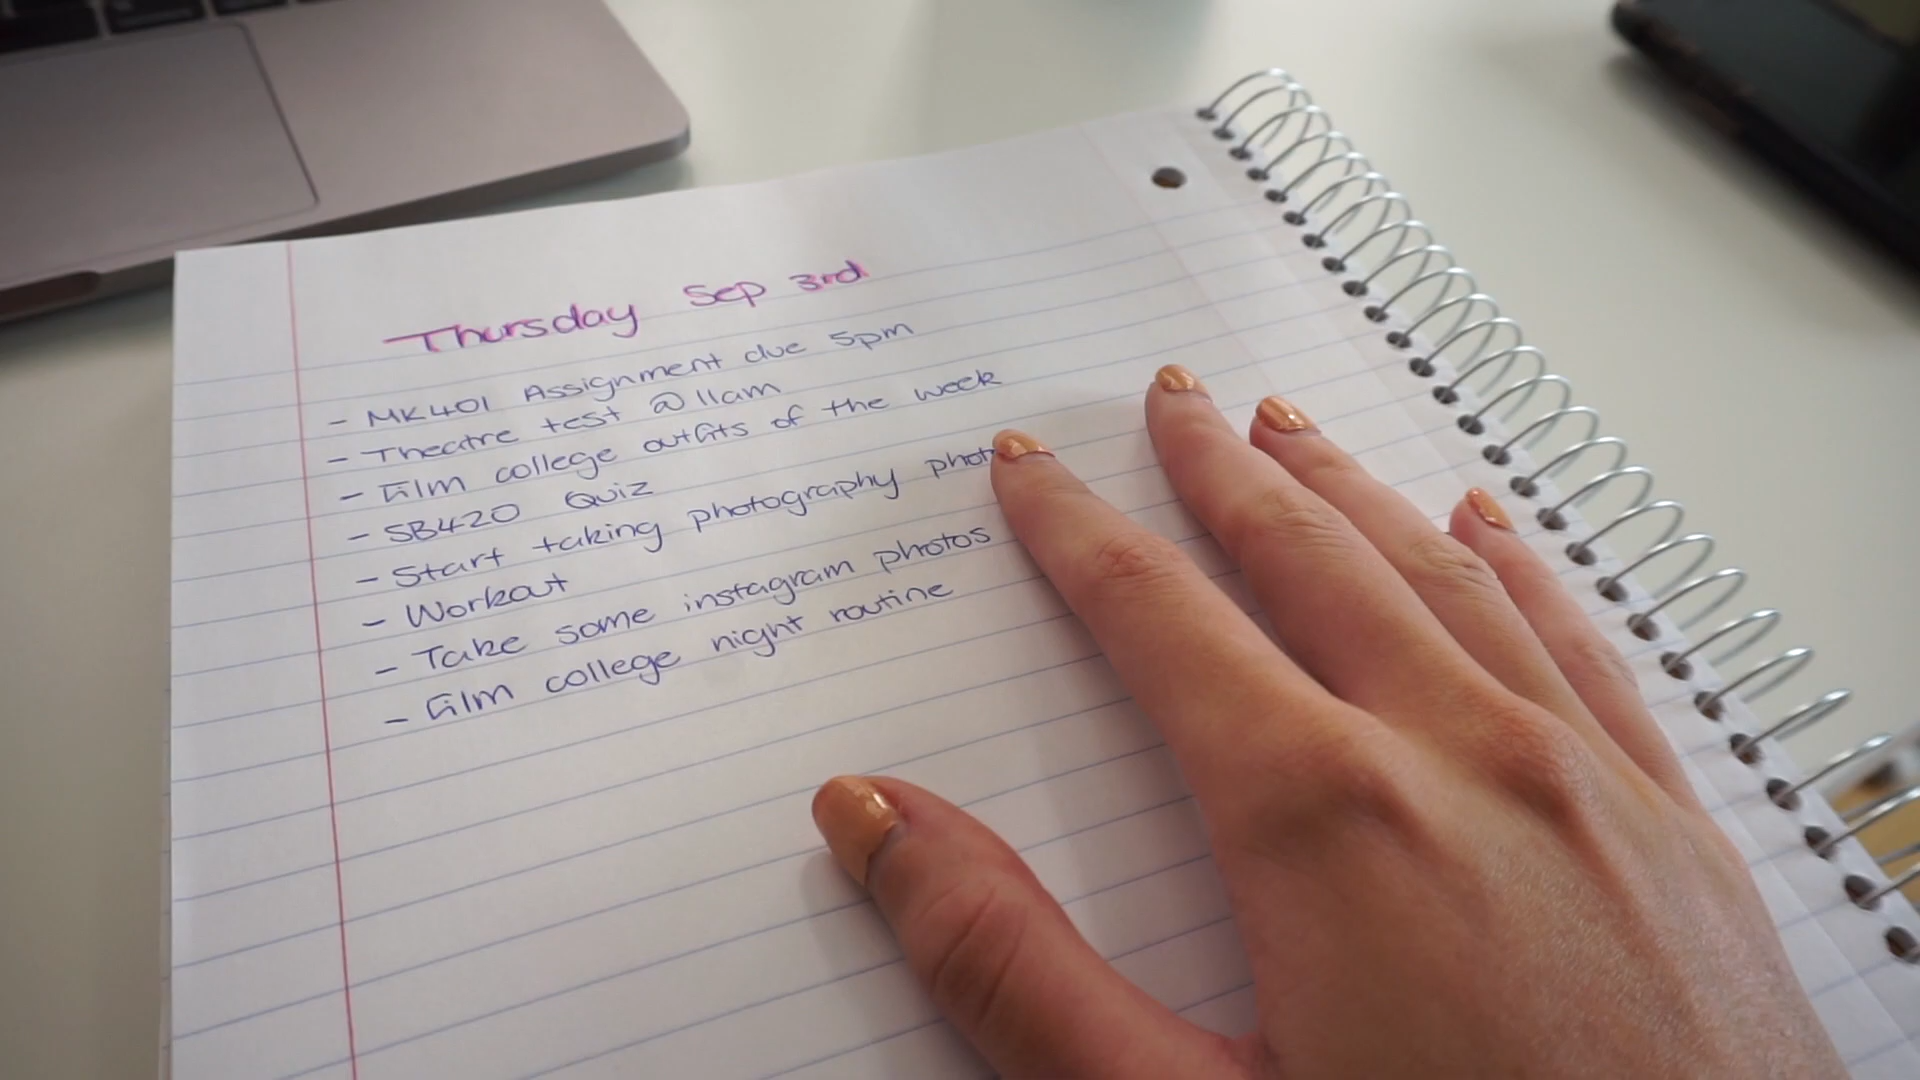 Thursday Sep 3rd
- MK401 Assignment due 5pm
- Theatre test @ 11am
- Film college outfits of the week
- SB420 Quiz
- Start taking photography
- Workout
- Take some instagram photos
- Film college night routine